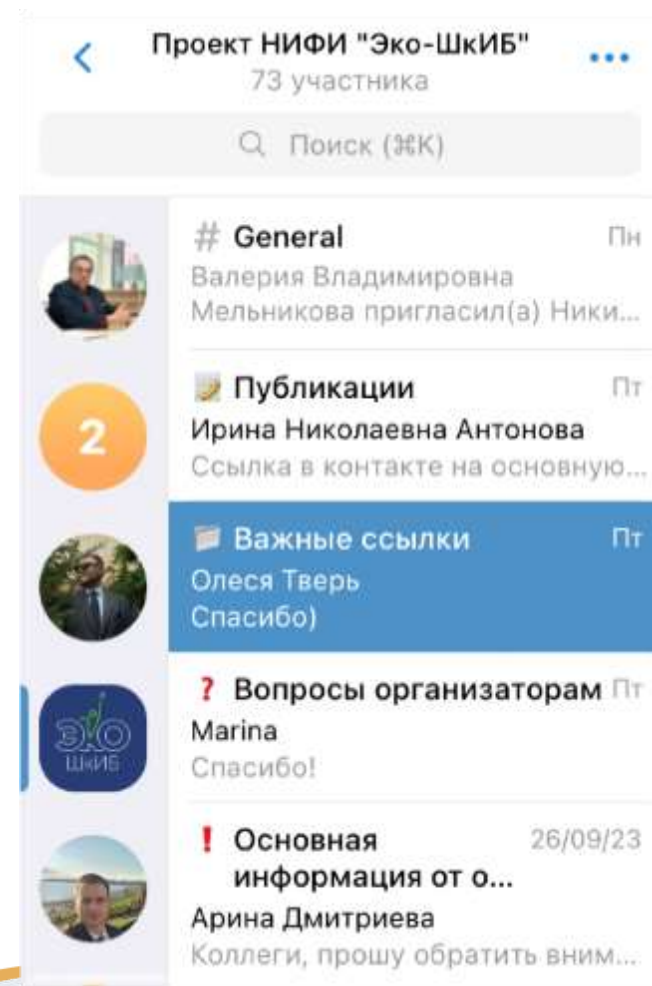 Проект НИФИ "Эко-ШкИБ"
73 участника
Поиск (⌘K)
# General Пн
Валерия Владимировна
Мельникова пригласил(а) Ники...
Публикации Пт
2
Ирина Николаевна Антонова
Ссылка в контакте на основную...
Важные ссылки Пт
Олеся Тверь
Спасибо)
? Вопросы организаторам Пт
Marina
Спасибо!
ЭКО
ШкИБ
! Основная 26/09/23
информация от о...
Арина Дмитриева
Коллеги, прошу обратить вним...